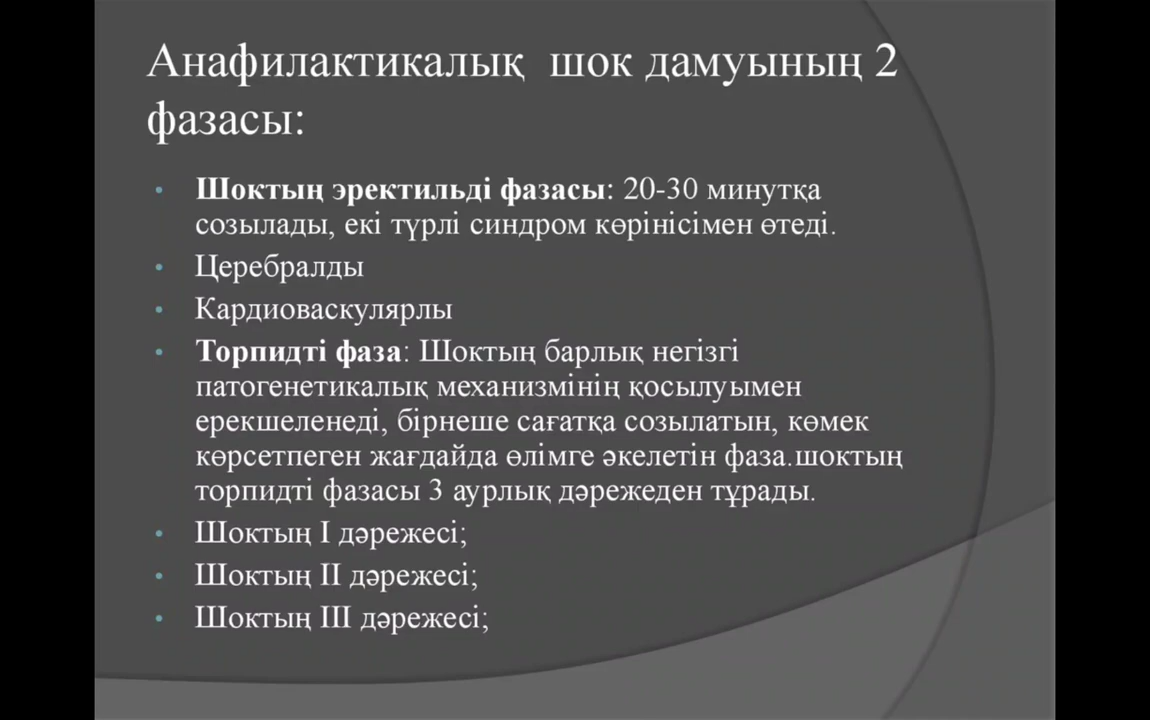 Анафилактикалық шок дамуының 2
фазасы:
• Шоктың эректильді фазасы: 20-30 минутқа
созылады, екі түрлі синдром көрінісімен өтеді.
• Церебралды
• Кардиоваскулярлы
• Торпидті фаза: Шоктың барлық негізгі
патогенетикалық механизмінің қосылуымен
ерекшеленеді, бірнеше сағатқа созылатын, көмек
көрсетпеген жағдайда өлімге әкелетін фаза.шоктың
торпидті фазасы 3 аурлық дәрежеден тұрады.
• Шоктың I дәрежесі;
• Шоктың II дәрежесі;
• Шоктың III дәрежесі;